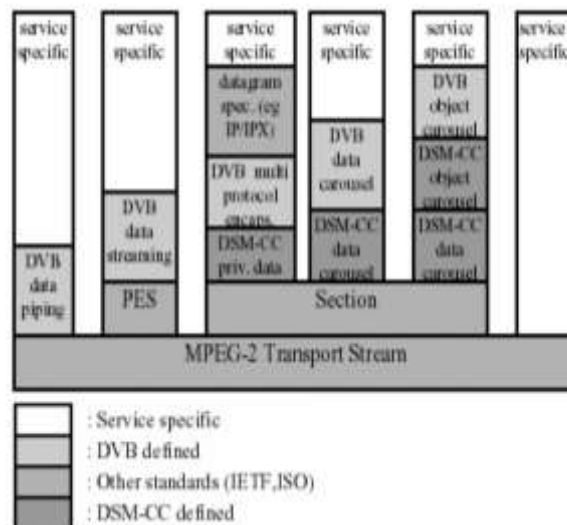 service
specific
DVB
data
piping
service
specific
DVB
data
streaming
PES
service
specific
datagram
spec. (eg
IP/IPX)
DVB multi
protocol
encaps.
DSM-CC
priv. data
service
specific
DVB
data
carousel
DSM-CC
data
carousel
service
specific
DVB
object
carousel
DSM-CC
object
carousel
DSM-CC
data
carousel
service
specific
Section
MPEG-2 Transport Stream
: Service specific
: DVB defined
: Other standards (IETF,ISO)
: DSM-CC defined